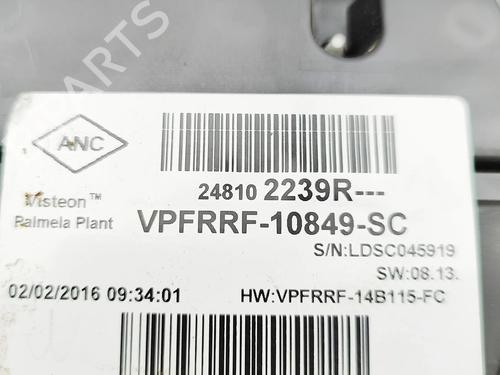 B-PARTS
ANC
Visteon™
Palmela Plant
24810 2239R---
VPFRRF-10849-SC
S/N:LDSC045919
SW:08.13.
02/02/2016 09:34:01
HW:VPFRRF-14B115-FC